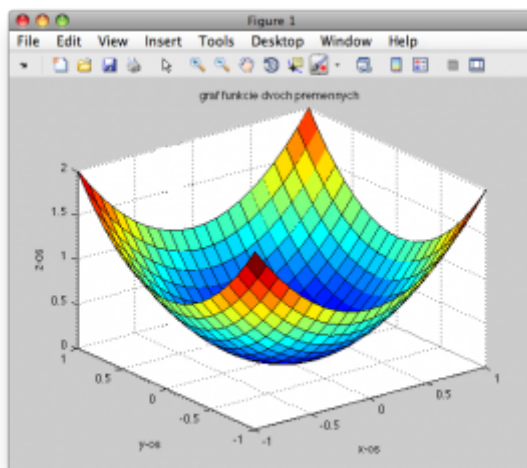 Figure 1
File Edit View Insert Tools Desktop Window Help
graf funkcie dvoch premennych
2
1.5
1
0.5
0
z-os
1
0.5
0
-0.5
-1
y-os
-1
-0.5
0
0.5
1
x-os